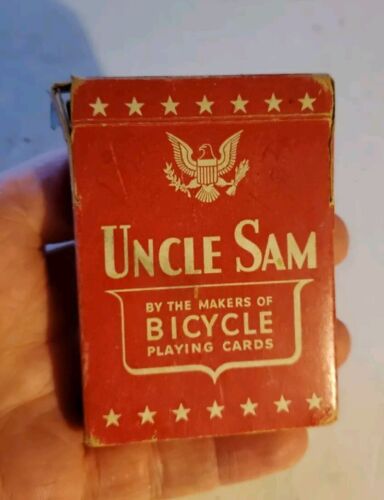 UNCLE SAM
BY THE MAKERS OF
BICYCLE
PLAYING CARDS